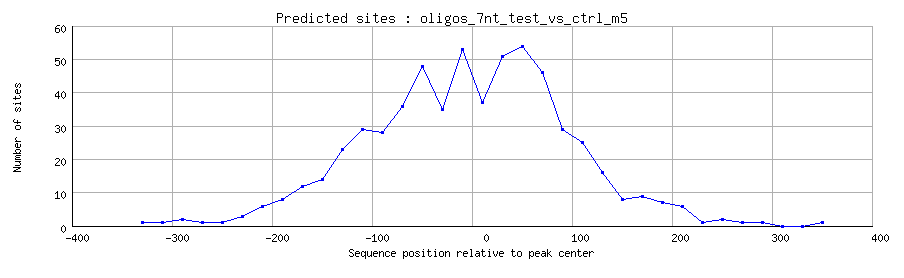 Predicted sites : oligos_7nt_test_vs_ctrl_m5
60
50
40
30
20
10
0
Number of sites
-400 -300 -200 -100 0 100 200 300 400
Sequence position relative to peak center